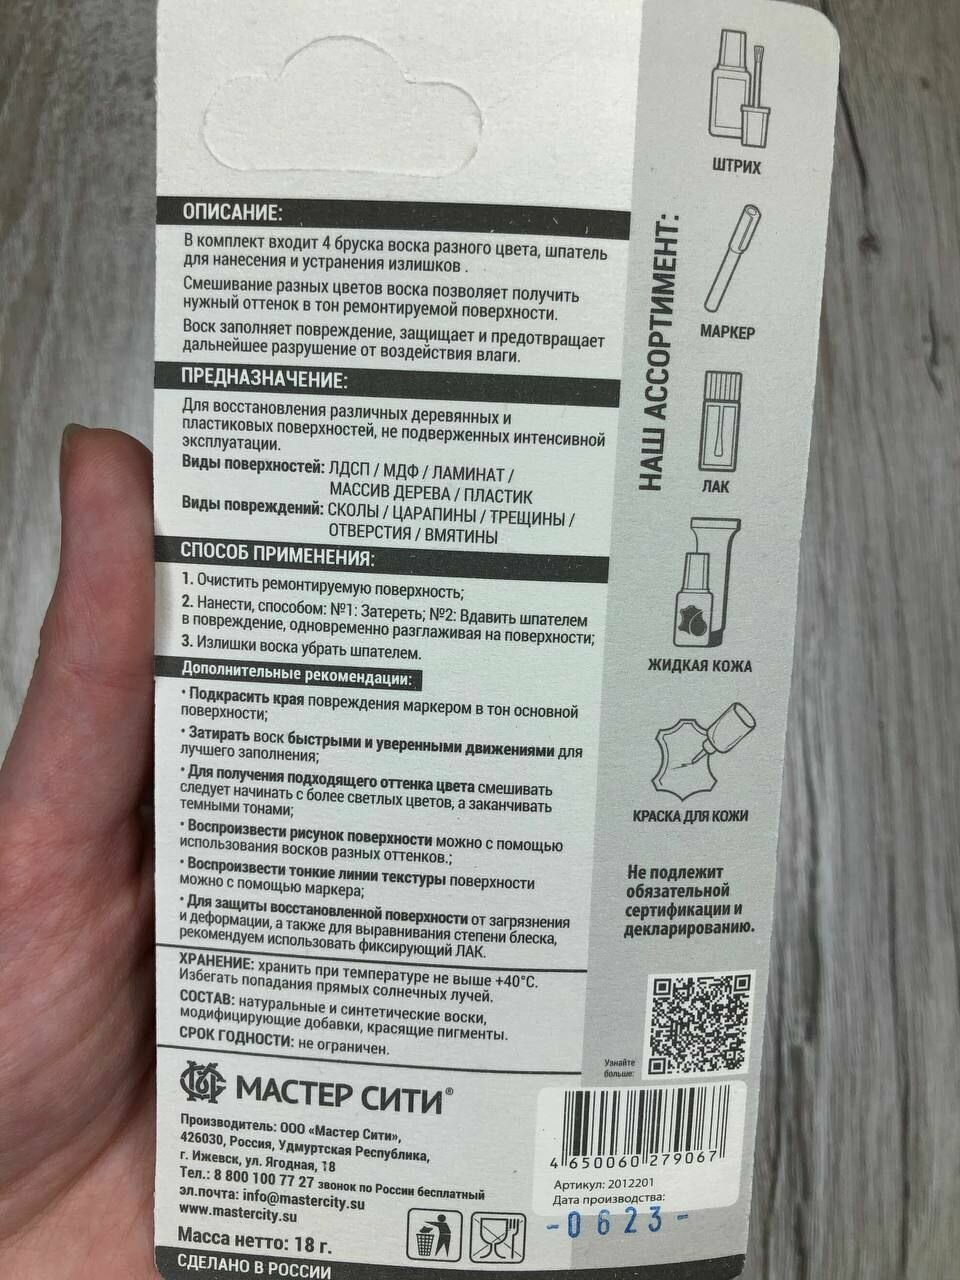 ОПИСАНИЕ:
В комплект входит 4 бруска воска разного цвета, шпатель
для нанесения и устранения излишков .
Смешивание разных цветов воска позволяет получить
нужный оттенок в тон ремонтируемой поверхности.
Воск заполняет повреждение, защищает и предотвращает
дальнейшее разрушение от воздействия влаги.
ПРЕДНАЗНАЧЕНИЕ:
Для восстановления различных деревянных и
пластиковых поверхностей, не подверженных интенсивной
эксплуатации.
Виды поверхностей: ЛДСП / МДФ / ЛАМИНАТ /
МАССИВ ДЕРЕВА / ПЛАСТИК
Виды повреждений: СКОЛЫ / ЦАРАПИНЫ / ТРЕЩИНЫ /
ОТВЕРСТИЯ / ВМЯТИНЫ
СПОСОБ ПРИМЕНЕНИЯ:
1. Очистить ремонтируемую поверхность;
2. Нанести, способом: №1: Затереть; №2: Вдавить шпателем
в повреждение, одновременно разглаживая на поверхности;
3. Излишки воска убрать шпателем.
Дополнительные рекомендации:
• Подкрасить края повреждения маркером в тон основной
поверхности;
• Затирать воск быстрыми и уверенными движениями для
лучшего заполнения;
• Для получения подходящего оттенка цвета смешивать
следует начинать с более светлых цветов, а заканчивать
темными тонами;
• Воспроизвести рисунок поверхности можно с помощью
использования восков разных оттенков.;
• Воспроизвести тонкие линии текстуры поверхности
можно с помощью маркера;
• Для защиты восстановленной поверхности от загрязнения
и деформации, а также для выравнивания степени блеска,
рекомендуем использовать фиксирующий ЛАК.
ХРАНЕНИЕ: хранить при температуре не выше +40°С.
Избегать попадания прямых солнечных лучей.
СОСТАВ: натуральные и синтетические воски,
модифицирующие добавки, красящие пигменты.
СРОК ГОДНОСТИ: не ограничен.
МАСТЕР СИТИ®
Производитель: ООО «Мастер Сити»,
426030, Россия, Удмуртская Республика,
г. Ижевск, ул. Ягодная, 18
Тел.: 8 800 100 77 27 звонок по России бесплатный
эл.почта: info@mastercity.su
www.mastercity.su
Масса нетто: 18 г.
СДЕЛАНО В РОССИИ
НАШ АССОРТИМЕНТ:
ШТРИХ
МАРКЕР
ЛАК
ЖИДКАЯ КОЖА
КРАСКА ДЛЯ КОЖИ
Не подлежит
обязательной
сертификации и
декларированию.
Узнайте
больше:
4 650060 279067
Артикул: 2012201
Дата производства:
-0623-